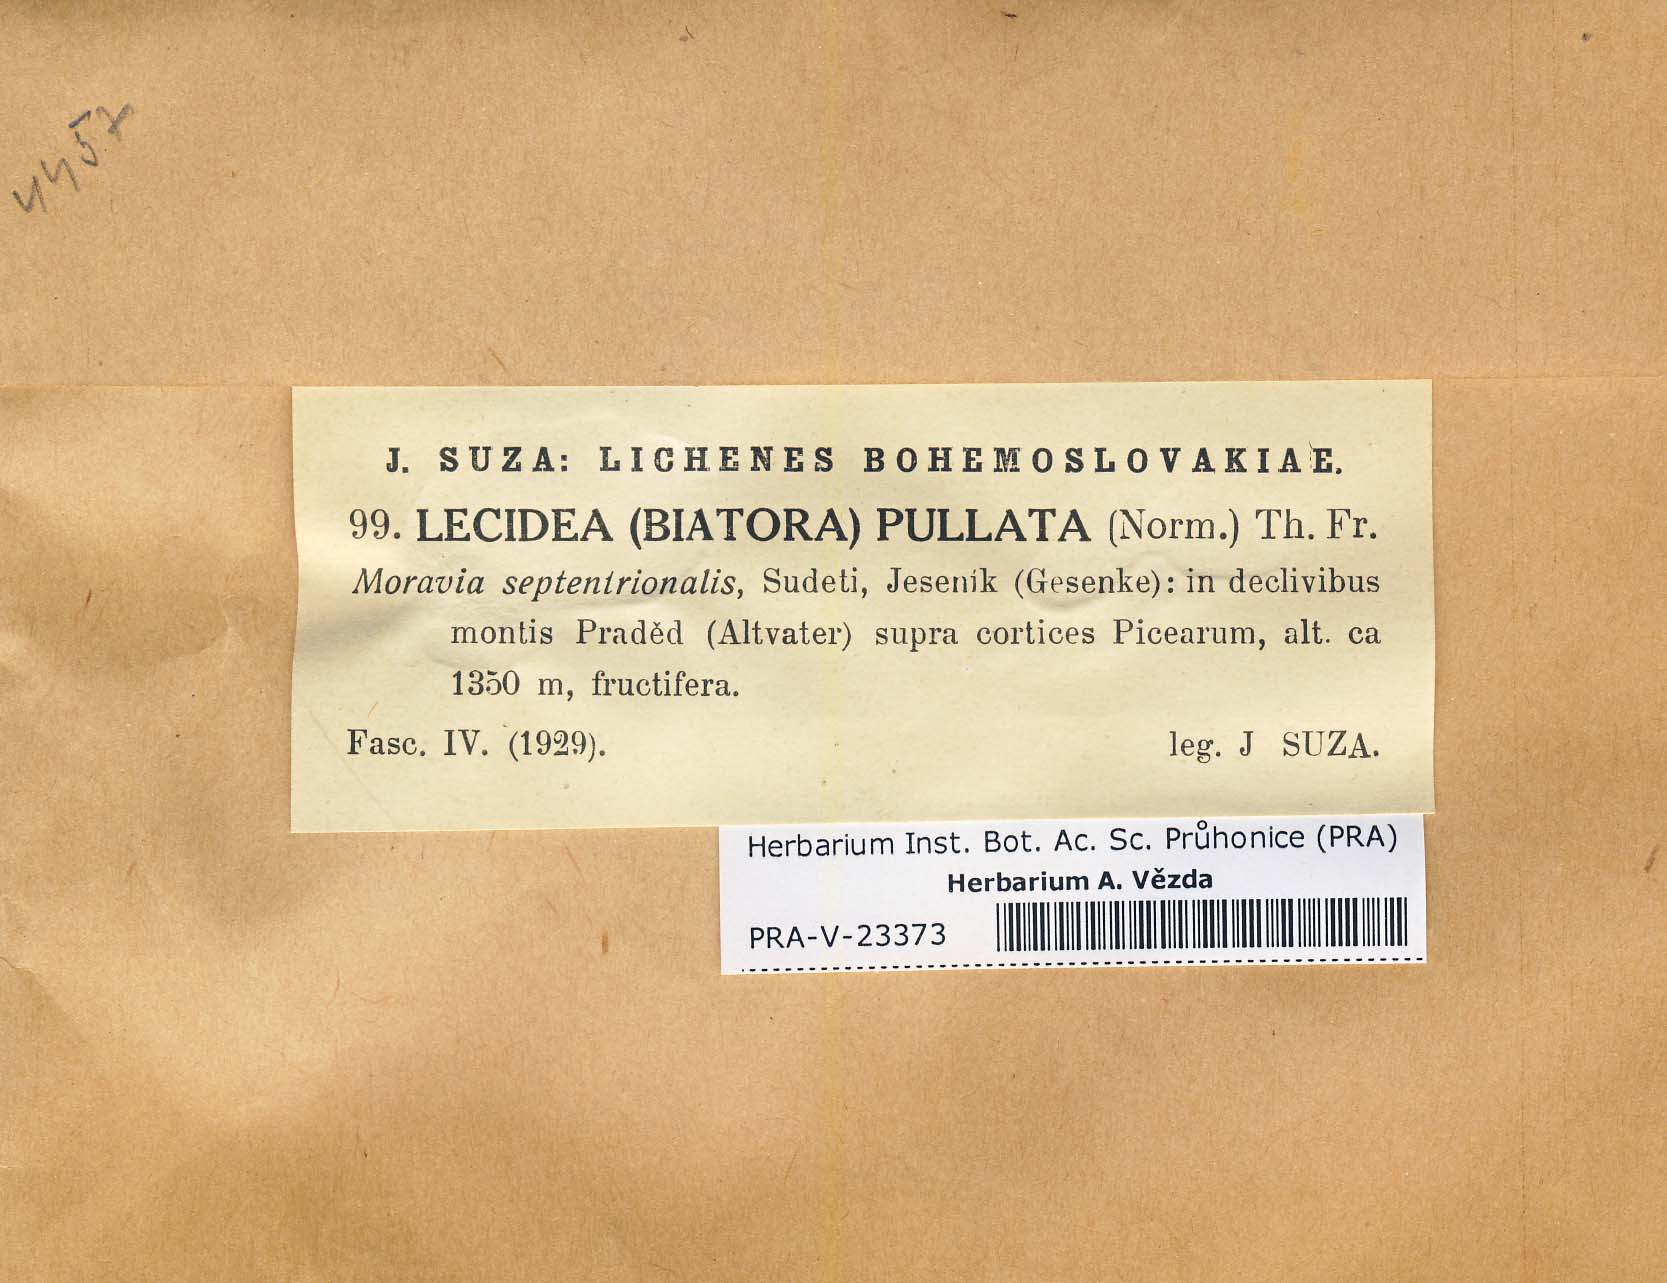 4457
J. SUZA: LICHENES BOHEMOSLOVAKIAE.
99. LECIDEA (BIATORA) PULLATA (Norm.) Th. Fr.
Moravia septentrionalis, Sudeti, Jeseník (Gesenke): in declivibus
montis Praděd (Altvater) supra cortices Picearum, alt. ca
1350 m, fructifera.
Fasc. IV. (1929).
leg. J SUZA.
Herbarium Inst. Bot. Ac. Sc. Průhonice (PRA)
Herbarium A. Vězda
PRA-V-23373